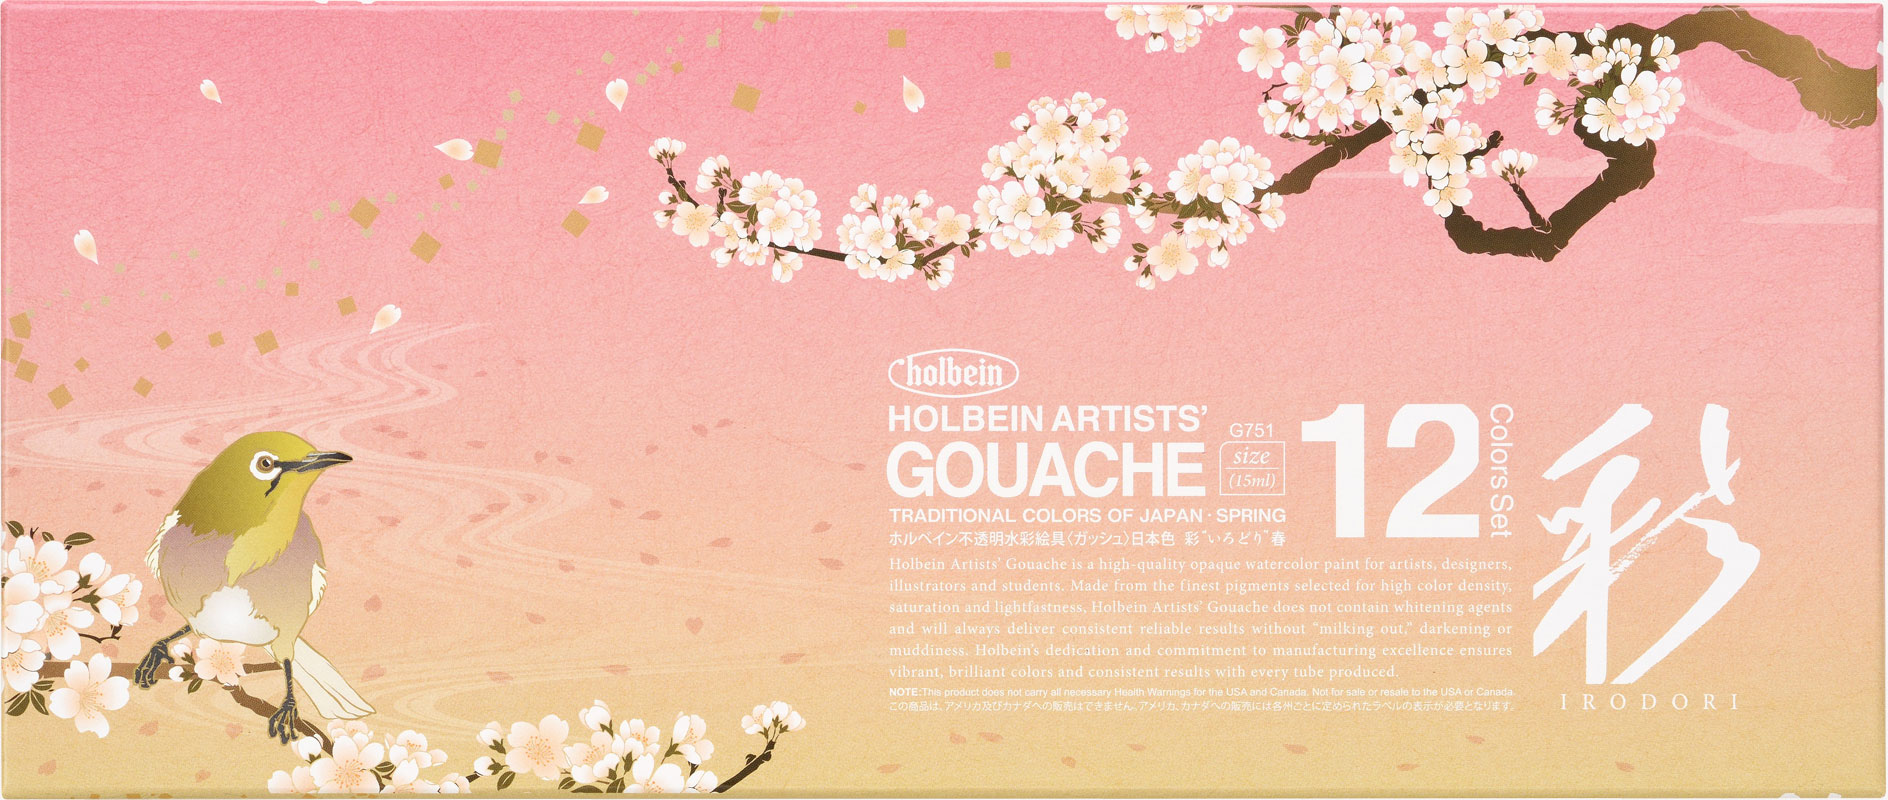 holbein
HOLBEIN ARTISTS’
GOUACHE
G751
size
(15ml)
12
Colors Set
TRADITIONAL COLORS OF JAPAN · SPRING
ホルベイン不透明水彩絵具〈ガッシュ〉日本色 彩“いろどり”春
Holbein Artists’ Gouache is a high-quality opaque watercolor paint for artists, designers,
illustrators and students. Made from the finest pigments selected for high color density,
saturation and lightfastness, Holbein Artists’ Gouache does not contain whitening agents
and will always deliver consistent reliable results without “milking out,” darkening or
muddiness. Holbein’s dedication and commitment to manufacturing excellence ensures
vibrant, brilliant colors and consistent results with every tube produced.
NOTE:This product does not carry all necessary Health Warnings for the USA and Canada. Not for sale or resale to the USA or Canada.
この商品は、アメリカ及びカナダへの販売はできません。アメリカ、カナダへの販売には各州ごとに定められたラベルの表示が必要となります。
彩
IRODORI